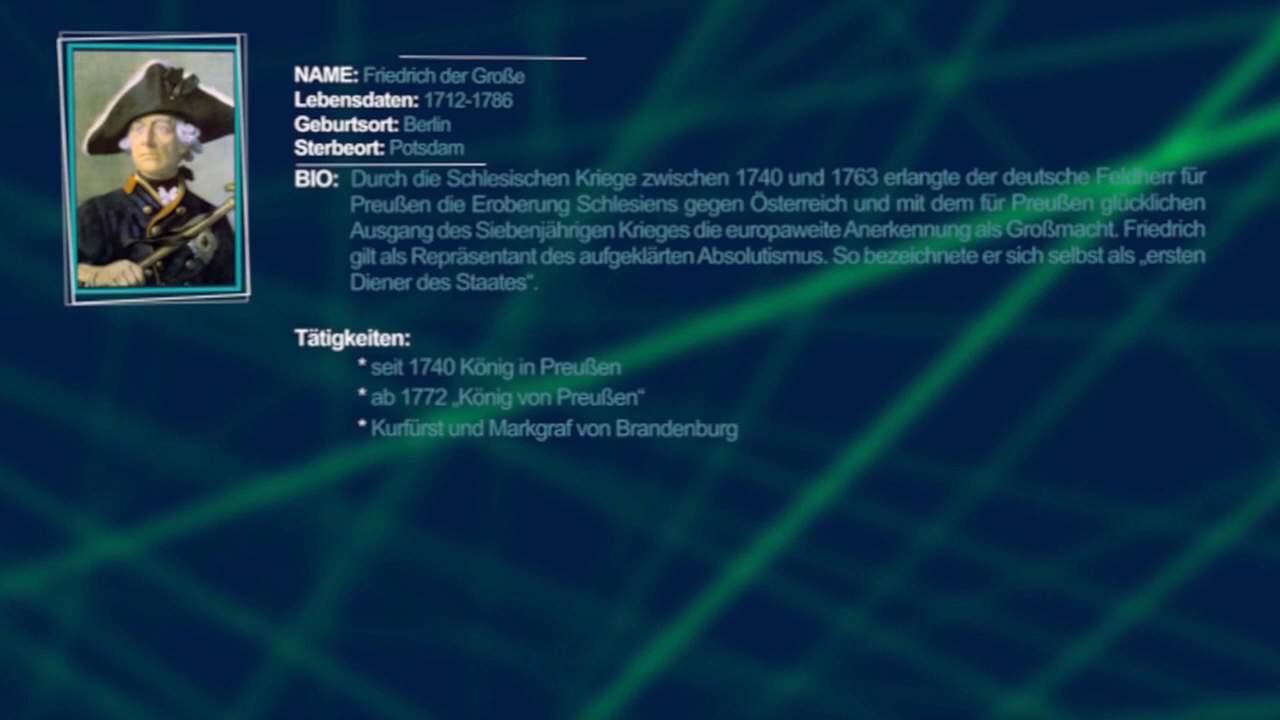 NAME: Friedrich der Große
Lebensdaten: 1712-1786
Geburtsort: Berlin
Sterbeort: Potsdam
BIO: Durch die Schlesischen Kriege zwischen 1740 und 1763 erlangte der deutsche Feldherr für
Preußen die Eroberung Schlesiens gegen Österreich und mit dem für Preußen glücklichen
Ausgang des Siebenjährigen Krieges die europaweite Anerkennung als Großmacht. Friedrich
gilt als Repräsentant des aufgeklärten Absolutismus. So bezeichnete er sich selbst als „ersten
Diener des Staates“.
Tätigkeiten:
* seit 1740 König in Preußen
* ab 1772 „König von Preußen“
* Kurfürst und Markgraf von Brandenburg